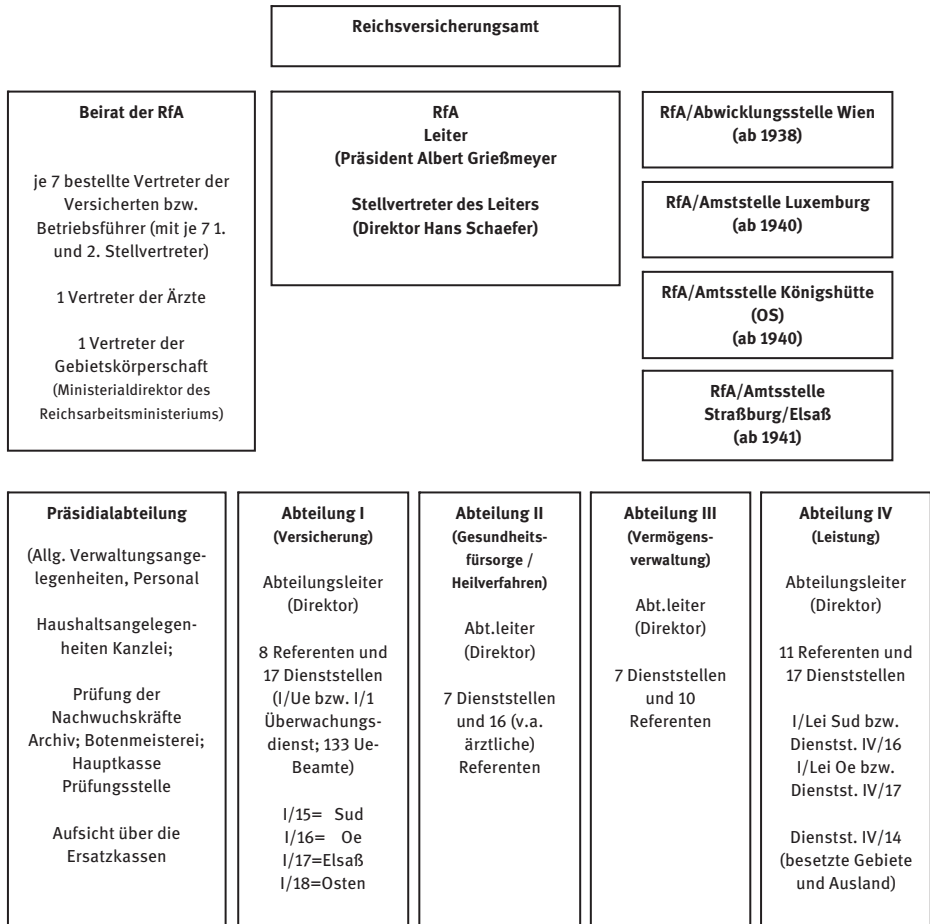 Reichsversicherungsamt
Beirat der RfA
je 7 bestellte Vertreter der
Versicherten bzw.
Betriebsführer (mit je 7 1.
und 2. Stellvertreter)
1 Vertreter der Ärzte
1 Vertreter der
Gebietskörperschaft
(Ministerialdirektor des
Reichsarbeitsministeriums)
RfA
Leiter
(Präsident Albert Grießmeyer
Stellvertreter des Leiters
(Direktor Hans Schaefer)
RfA/Abwicklungsstelle Wien
(ab 1938)
RfA/Amststelle Luxemburg
(ab 1940)
RfA/Amtsstelle Königshütte
(OS)
(ab 1940)
RfA/Amtsstelle
Straßburg/Elsaß
(ab 1941)
Präsidialabteilung
(Allg. Verwaltungsange-
legenheiten, Personal
Haushaltsangelegen-
heiten Kanzlei;
Prüfung der
Nachwuchskräfte
Archiv; Botenmeisterei;
Hauptkasse
Prüfungsstelle
Aufsicht über die
Ersatzkassen
Abteilung I
(Versicherung)
Abteilungsleiter
(Direktor)
8 Referenten und
17 Dienststellen
(I/Ue bzw. I/1
Überwachungs-
dienst; 133 Ue-
Beamte)
I/15= Sud
I/16= Oe
I/17=Elsaß
I/18=Osten
Abteilung II
(Gesundheits-
fürsorge /
Heilverfahren)
Abt.leiter
(Direktor)
7 Dienststellen
und 16 (v.a.
ärztliche)
Referenten
Abteilung III
(Vermögens-
verwaltung)
Abt.leiter
(Direktor)
7 Dienststellen
und 10
Referenten
Abteilung IV
(Leistung)
Abteilungsleiter
(Direktor)
11 Referenten und
17 Dienststellen
I/Lei Sud bzw.
Dienstst. IV/16
I/Lei Oe bzw.
Dienstst. IV/17
Dienstst. IV/14
(besetzte Gebiete
und Ausland)